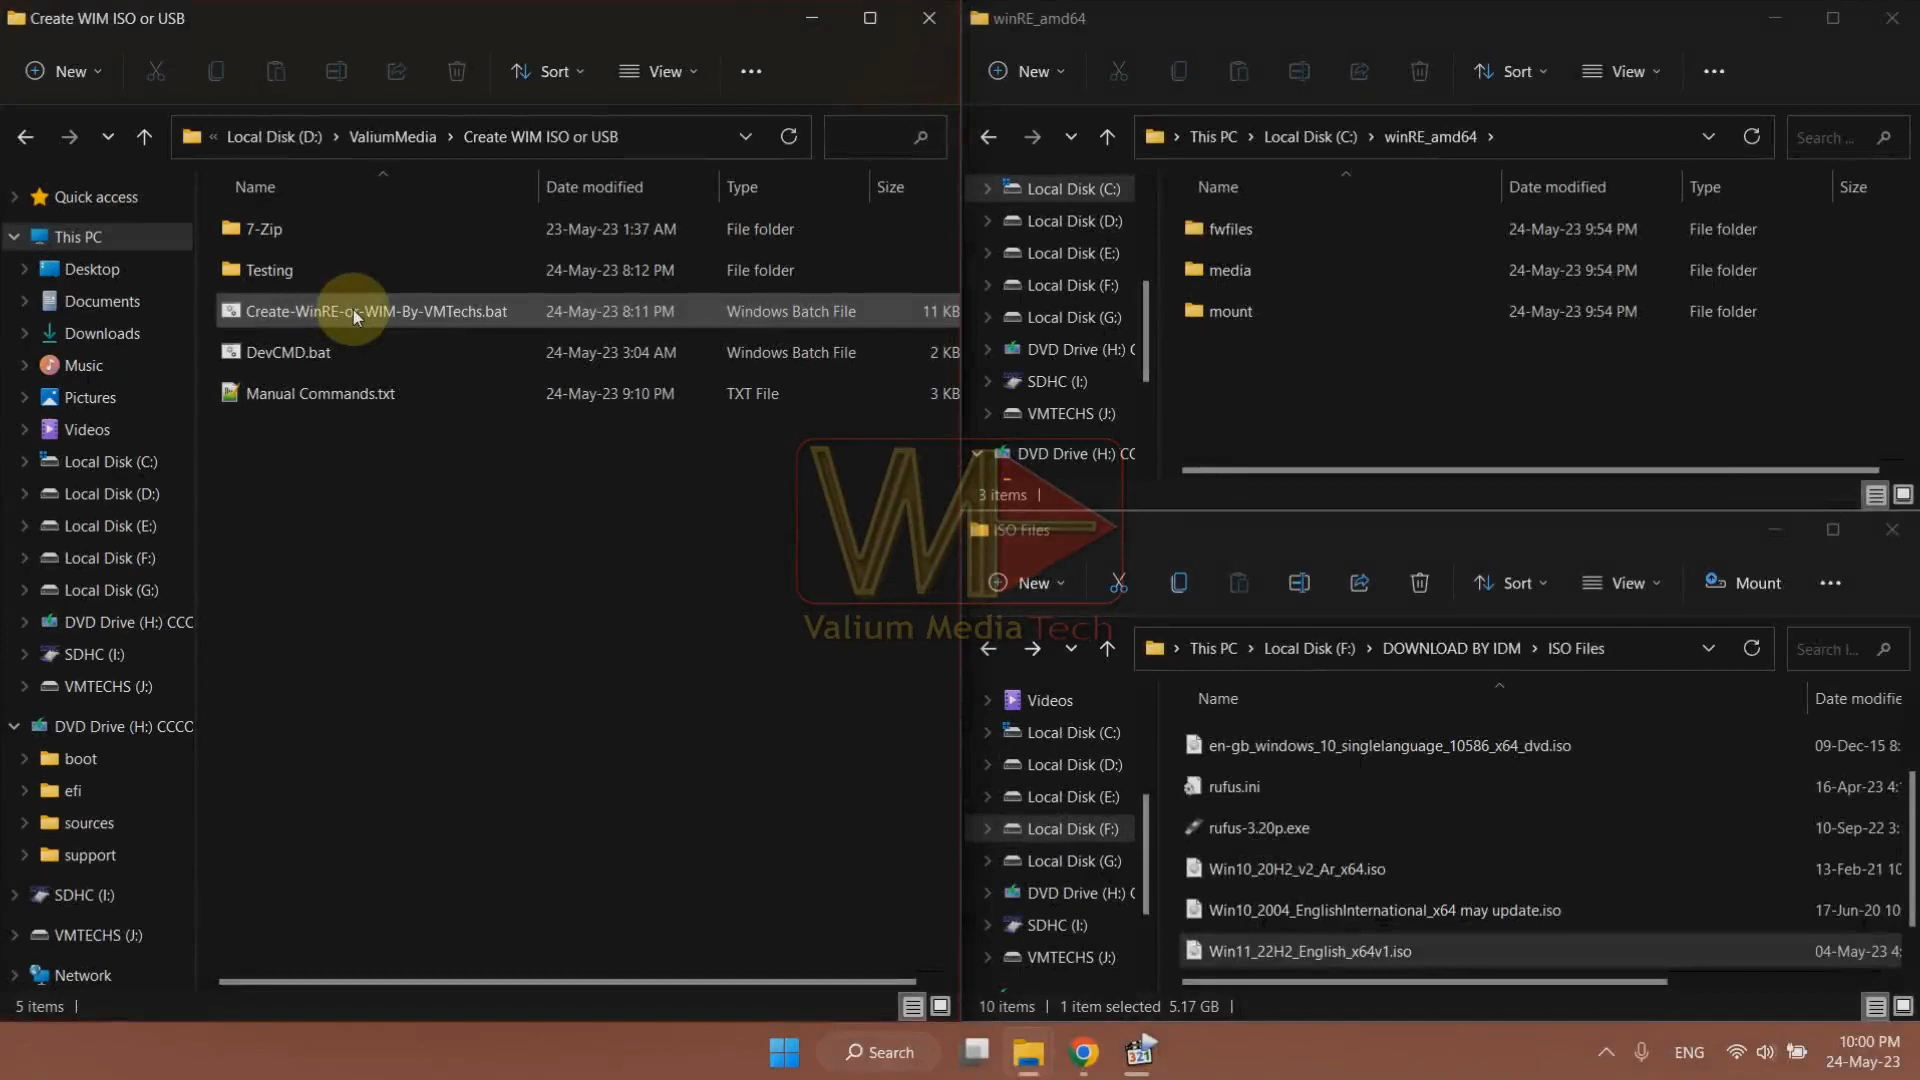 Create WIM ISO or USB
New
Sort
View
« Local Disk (D:) > ValiumMedia > Create WIM ISO or USB
Name
Date modified
Type
Size
Quick access
This PC
Desktop
Documents
Downloads
Music
Pictures
Videos
Local Disk (C:)
Local Disk (D:)
Local Disk (E:)
Local Disk (F:)
Local Disk (G:)
DVD Drive (H:) CCC
SDHC (I:)
VMTECHS (J:)
DVD Drive (H:) CCCO
boot
efi
sources
support
SDHC (I:)
VMTECHS (J:)
Network
7-Zip 23-May-23 1:37 AM File folder
Testing 24-May-23 8:12 PM File folder
Create-WinRE-or-WIM-By-VMTechs.bat 24-May-23 8:11 PM Windows Batch File 11 KB
DevCMD.bat 24-May-23 3:04 AM Windows Batch File 2 KB
Manual Commands.txt 24-May-23 9:10 PM TXT File 3 KB
5 items
winRE_amd64
New
Sort
View
This PC > Local Disk (C:) > winRE_amd64 >
Search ...
Name
Date modified
Type
Size
Local Disk (C:)
Local Disk (D:)
Local Disk (E:)
Local Disk (F:)
Local Disk (G:)
DVD Drive (H:) C
SDHC (I:)
VMTECHS (J:)
DVD Drive (H:) CC
fwfiles 24-May-23 9:54 PM File folder
media 24-May-23 9:54 PM File folder
mount 24-May-23 9:54 PM File folder
3 items
Valium Media Tech
ISO Files
New
Sort
View
Mount
This PC > Local Disk (F:) > DOWNLOAD BY IDM > ISO Files
Search I...
Name
Date modifie
Videos
Local Disk (C:)
Local Disk (D:)
Local Disk (E:)
Local Disk (F:)
Local Disk (G:)
DVD Drive (H:) C
SDHC (I:)
VMTECHS (J:)
en-gb_windows_10_singlelanguage_10586_x64_dvd.iso 09-Dec-15 8:
rufus.ini 16-Apr-23 4:
rufus-3.20p.exe 10-Sep-22 3:
Win10_20H2_v2_Ar_x64.iso 13-Feb-21 10
Win10_2004_EnglishInternational_x64 may update.iso 17-Jun-20 10
Win11_22H2_English_x64v1.iso 04-May-23 4:
10 items
1 item selected 5.17 GB
Search
321
ENG
10:00 PM
24-May-23